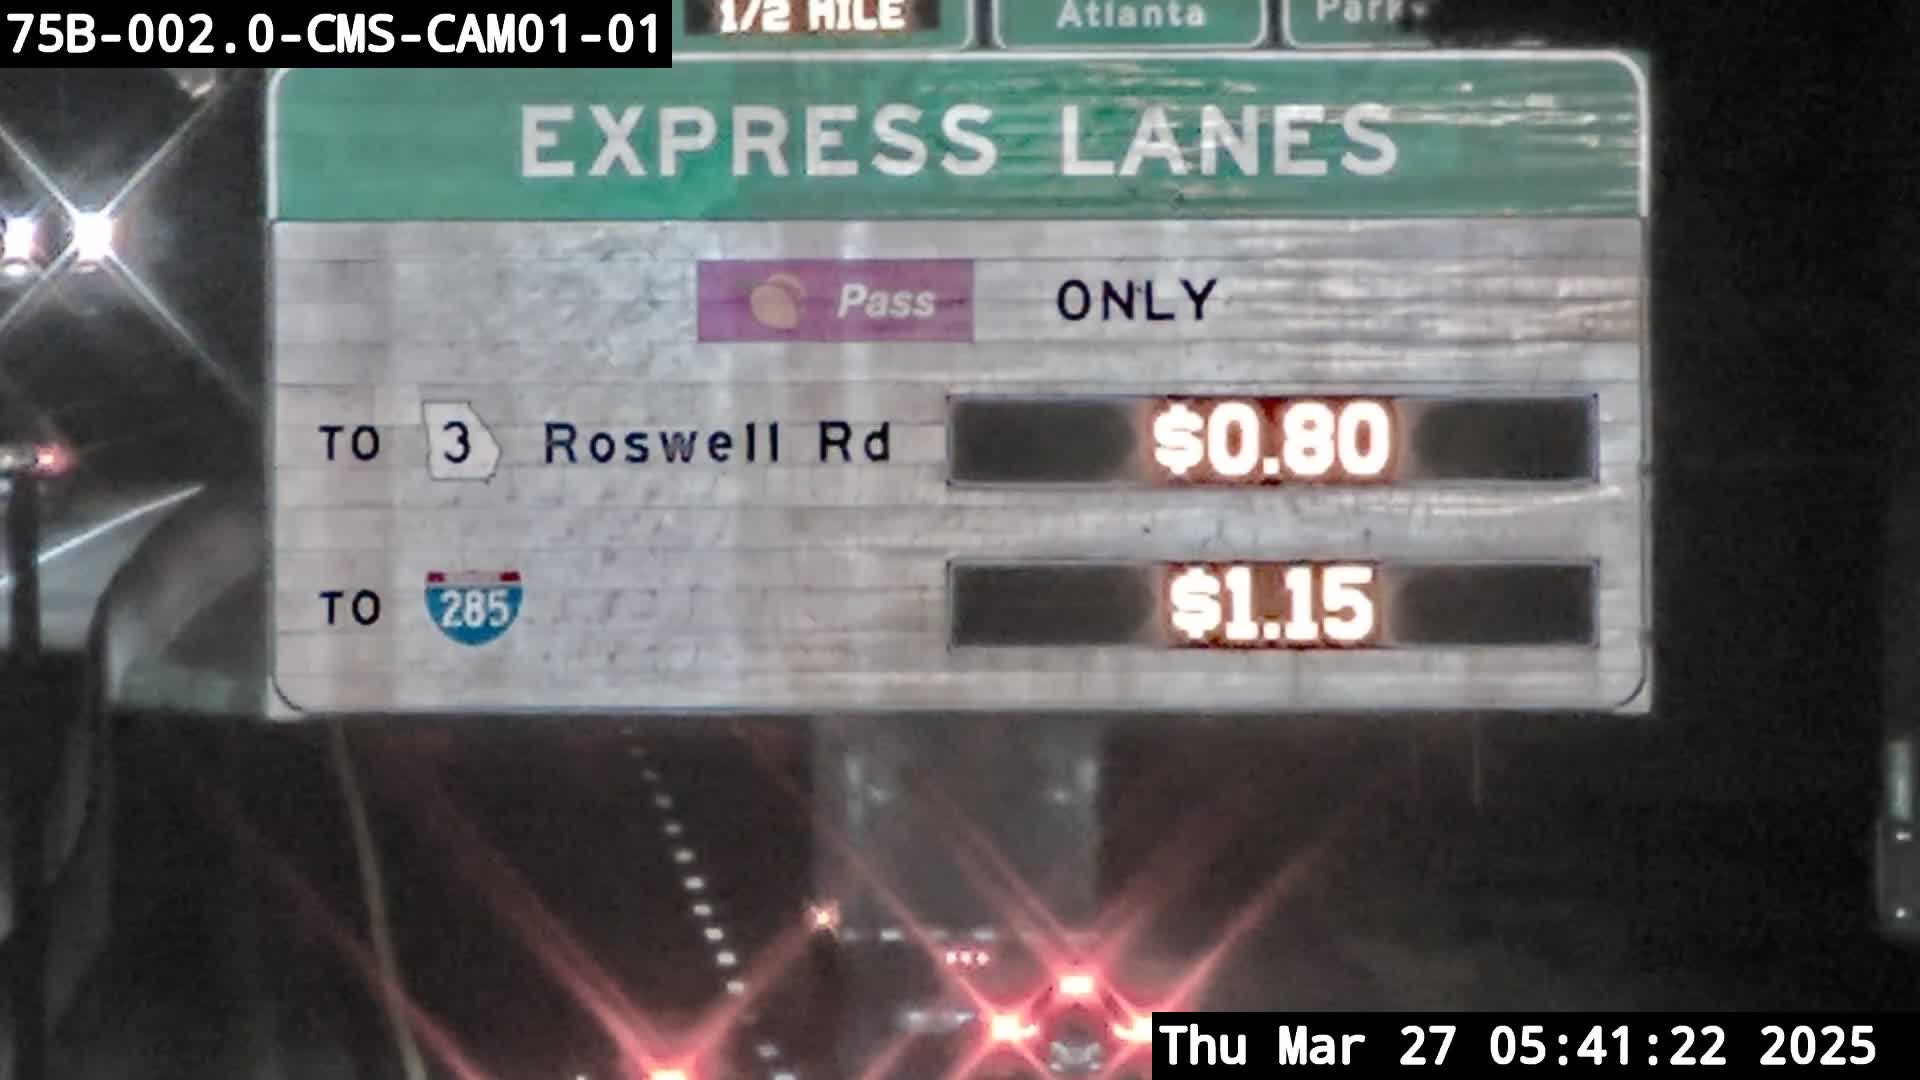 75B-002.0-CMS-CAM01-01
1/2 MILE
Atlanta
EXPRESS LANES
Pass ONLY
TO 3 Roswell Rd $0.80
TO 285 $1.15
Thu Mar 27 05:41:22 2025